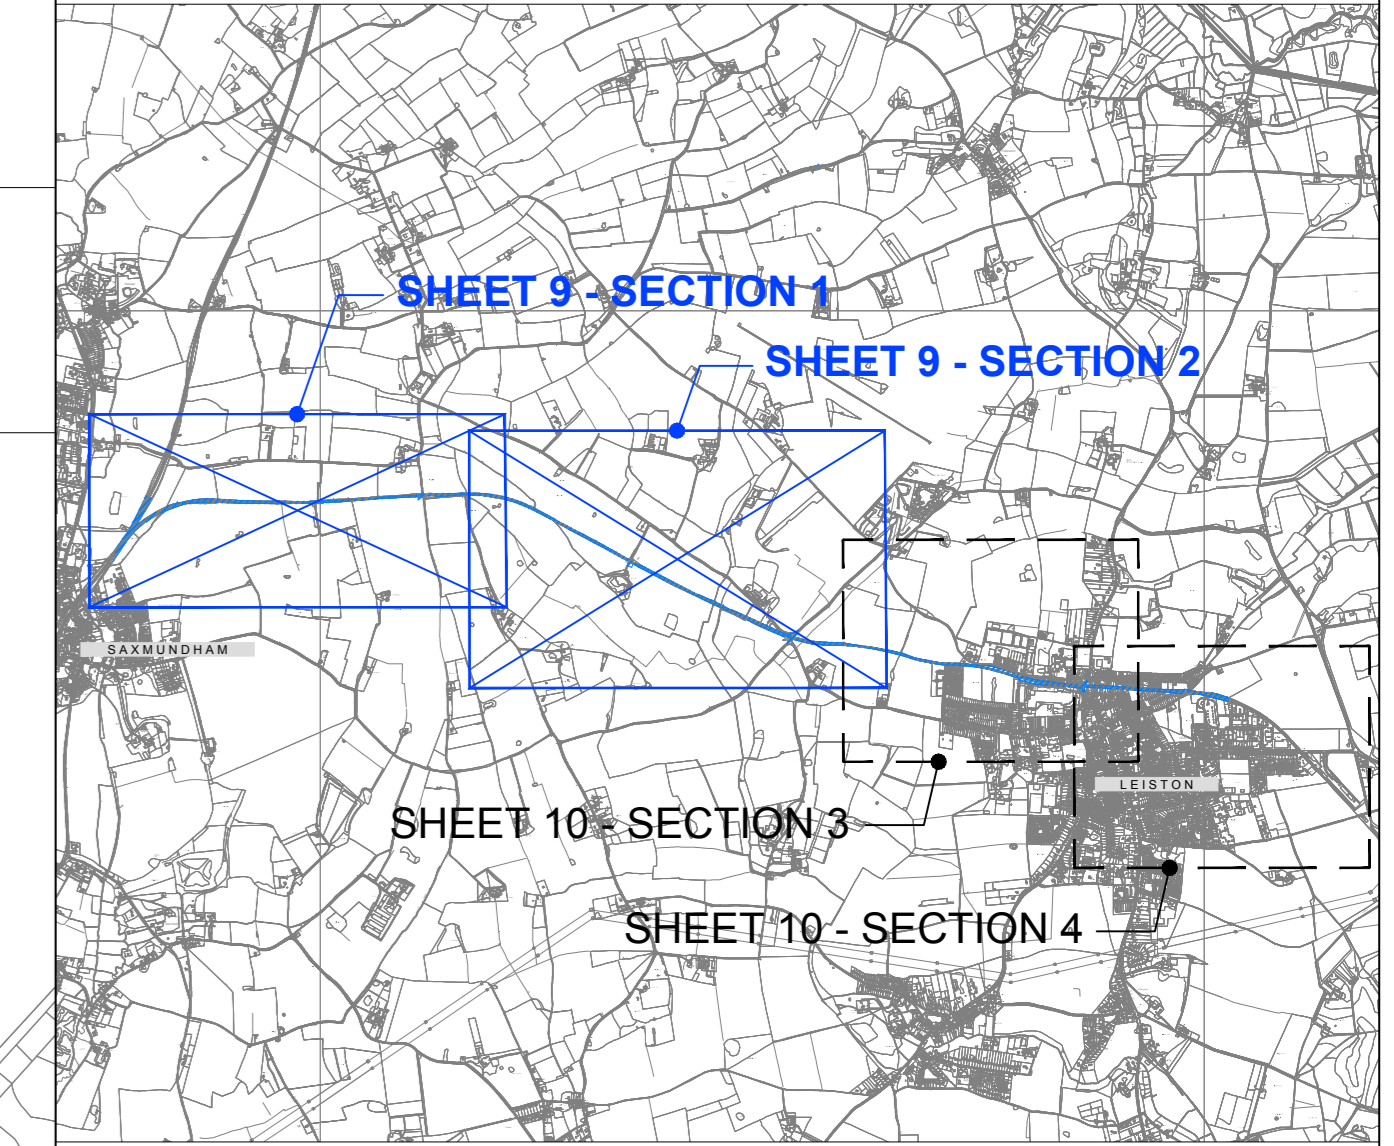 SHEET 9 - SECTION 1
SHEET 9 - SECTION 2
SAXMUNDHAM
LEISTON
SHEET 10 - SECTION 3
SHEET 10 - SECTION 4